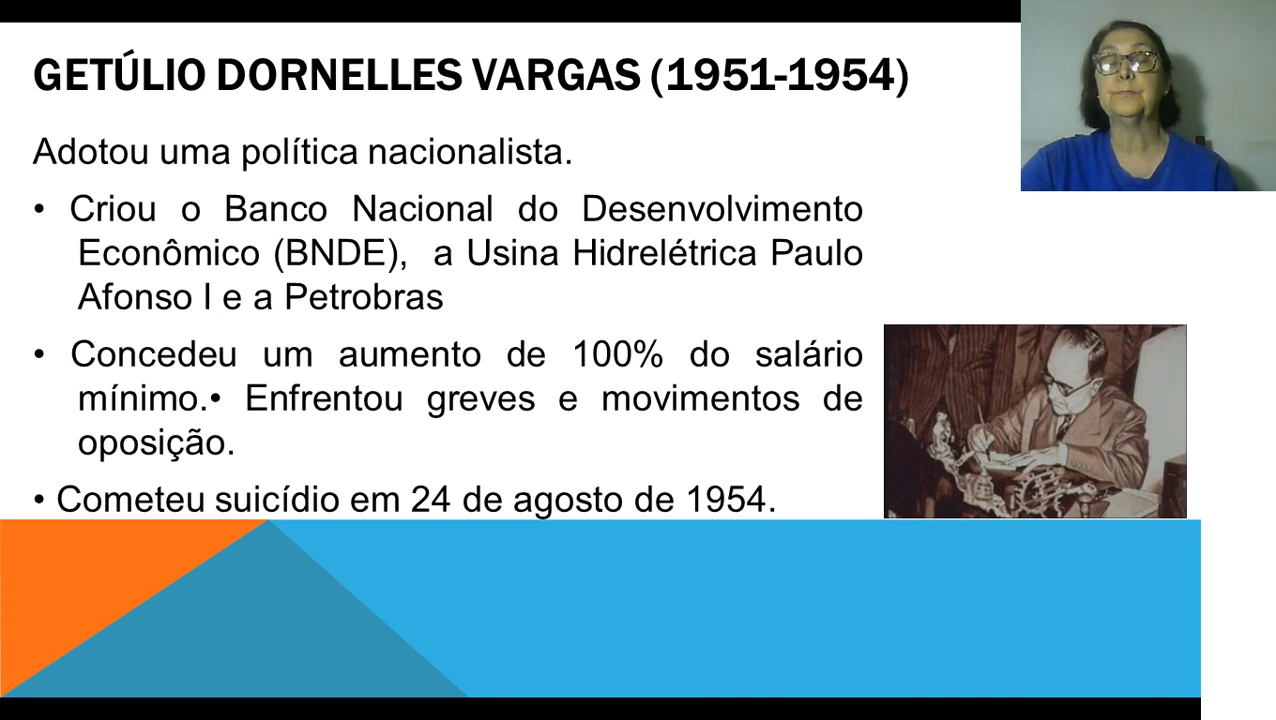 GETÚLIO DORNELLES VARGAS (1951-1954)
Adotou uma política nacionalista.
• Criou o Banco Nacional do Desenvolvimento
Econômico (BNDE), a Usina Hidrelétrica Paulo
Afonso I e a Petrobras
• Concedeu um aumento de 100% do salário
mínimo.• Enfrentou greves e movimentos de
oposição.
• Cometeu suicídio em 24 de agosto de 1954.